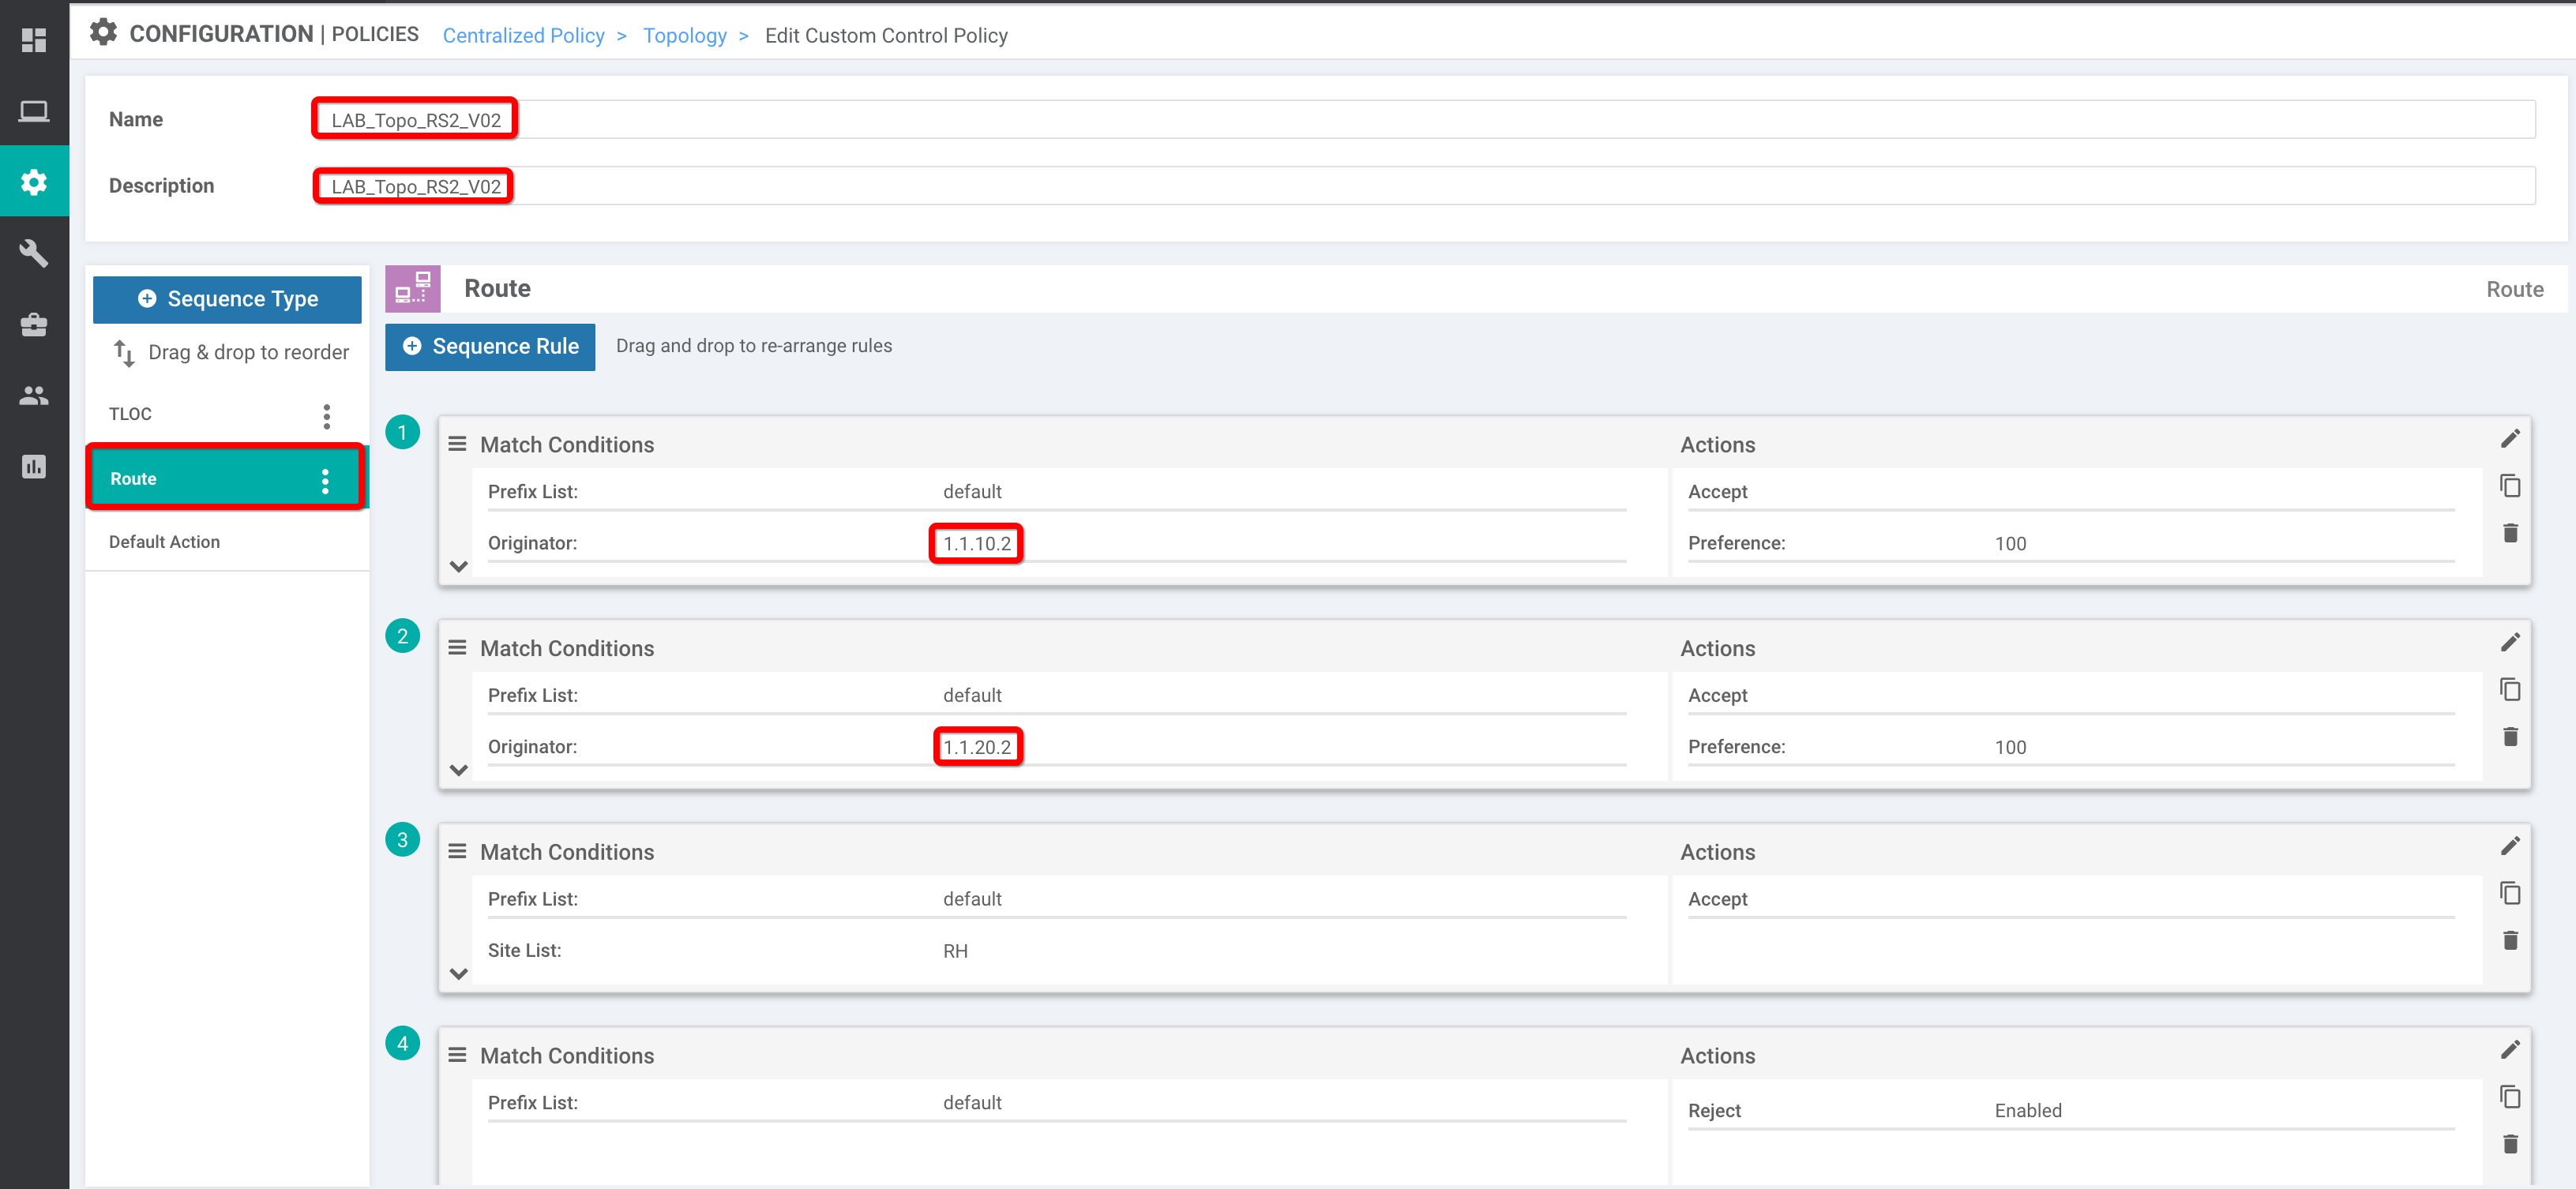 CONFIGURATION | POLICIES Centralized Policy > Topology > Edit Custom Control Policy
Name LAB_Topo_RS2_V02
Description LAB_Topo_RS2_V02
Sequence Type
Drag & drop to reorder
TLOC
Route
Default Action
Route Route
Sequence Rule Drag and drop to re-arrange rules
1 Match Conditions Actions
Prefix List: default Accept
Originator: 1.1.10.2 Preference: 100
2 Match Conditions Actions
Prefix List: default Accept
Originator: 1.1.20.2 Preference: 100
3 Match Conditions Actions
Prefix List: default Accept
Site List: RH
4 Match Conditions Actions
Prefix List: default Reject Enabled